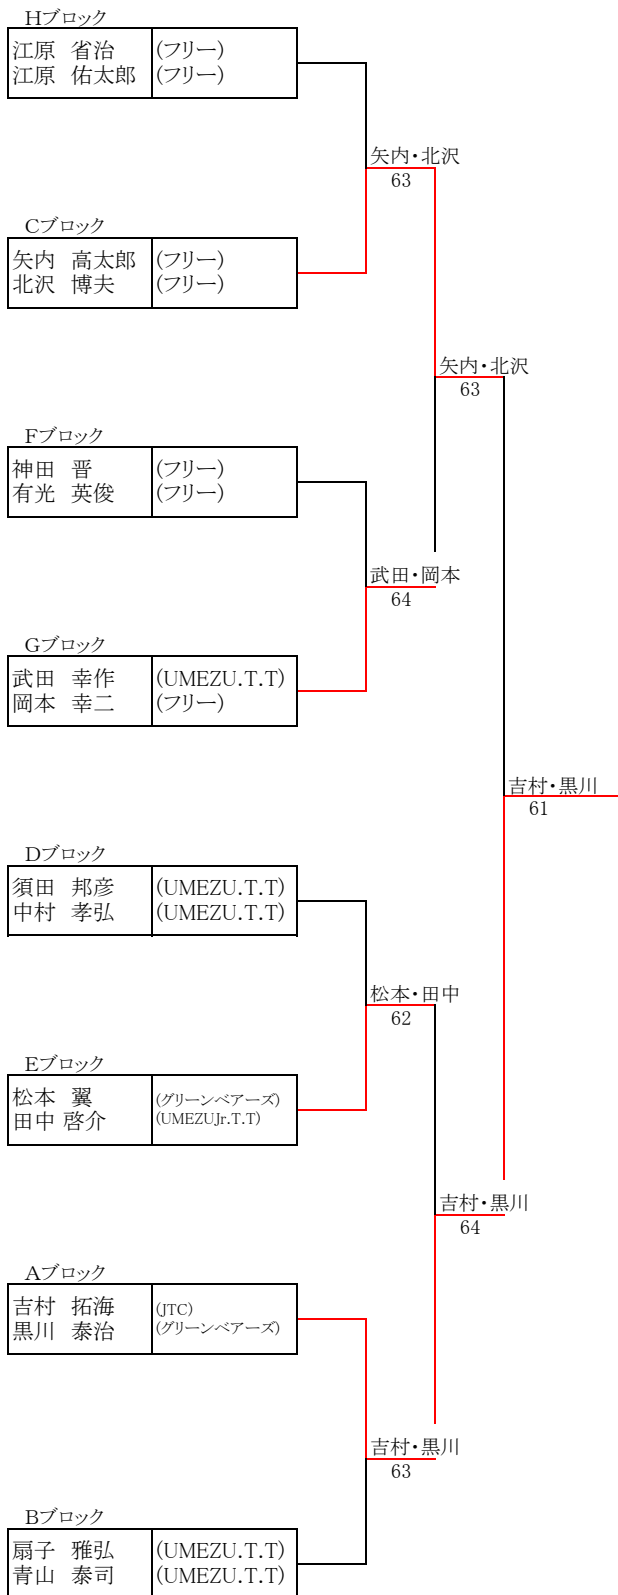 Hブロック
江原 省治 (フリー)
江原 佑太郎 (フリー)
矢内・北沢
63
Cブロック
矢内 高太郎 (フリー)
北沢 博夫 (フリー)
矢内・北沢
63
Fブロック
神田 晋 (フリー)
有光 英俊 (フリー)
武田・岡本
64
Gブロック
武田 幸作 (UMEZU.T.T)
岡本 幸二 (フリー)
吉村・黒川
61
Dブロック
須田 邦彦 (UMEZU.T.T)
中村 孝弘 (UMEZU.T.T)
松本・田中
62
Eブロック
松本 翼 (グリーンベアーズ)
田中 啓介 (UMEZUJr.T.T)
吉村・黒川
64
Aブロック
吉村 拓海 (JTC)
黒川 泰治 (グリーンベアーズ)
吉村・黒川
63
Bブロック
扇子 雅弘 (UMEZU.T.T)
青山 泰司 (UMEZU.T.T)